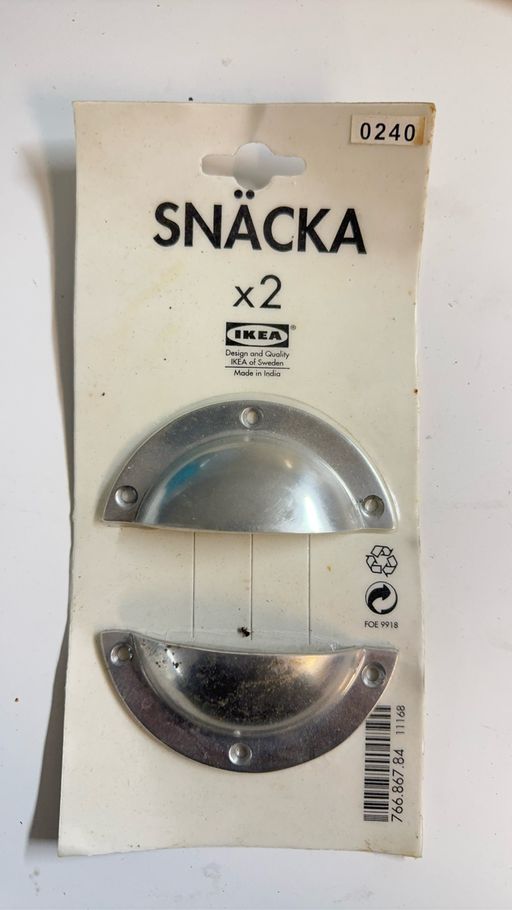 0240
SNÄCKA
x2
IKEA®
Design and Quality
IKEA of Sweden
Made in India
FOE 9918
766.867.84 11168